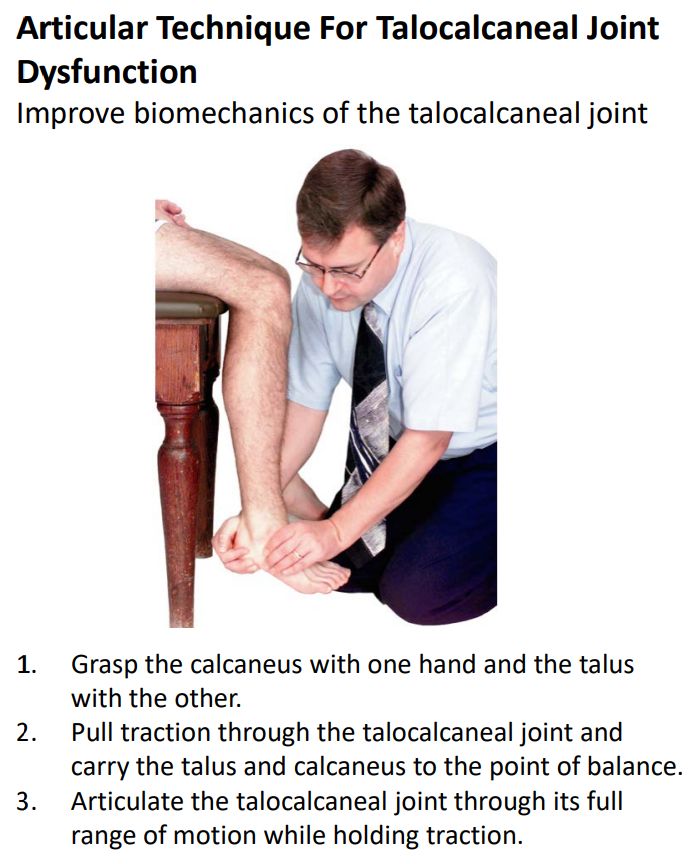 Articular Technique For Talocalcaneal Joint
Dysfunction
Improve biomechanics of the talocalcaneal joint
1. Grasp the calcaneus with one hand and the talus
with the other.
2. Pull traction through the talocalcaneal joint and
carry the talus and calcaneus to the point of balance.
3. Articulate the talocalcaneal joint through its full
range of motion while holding traction.